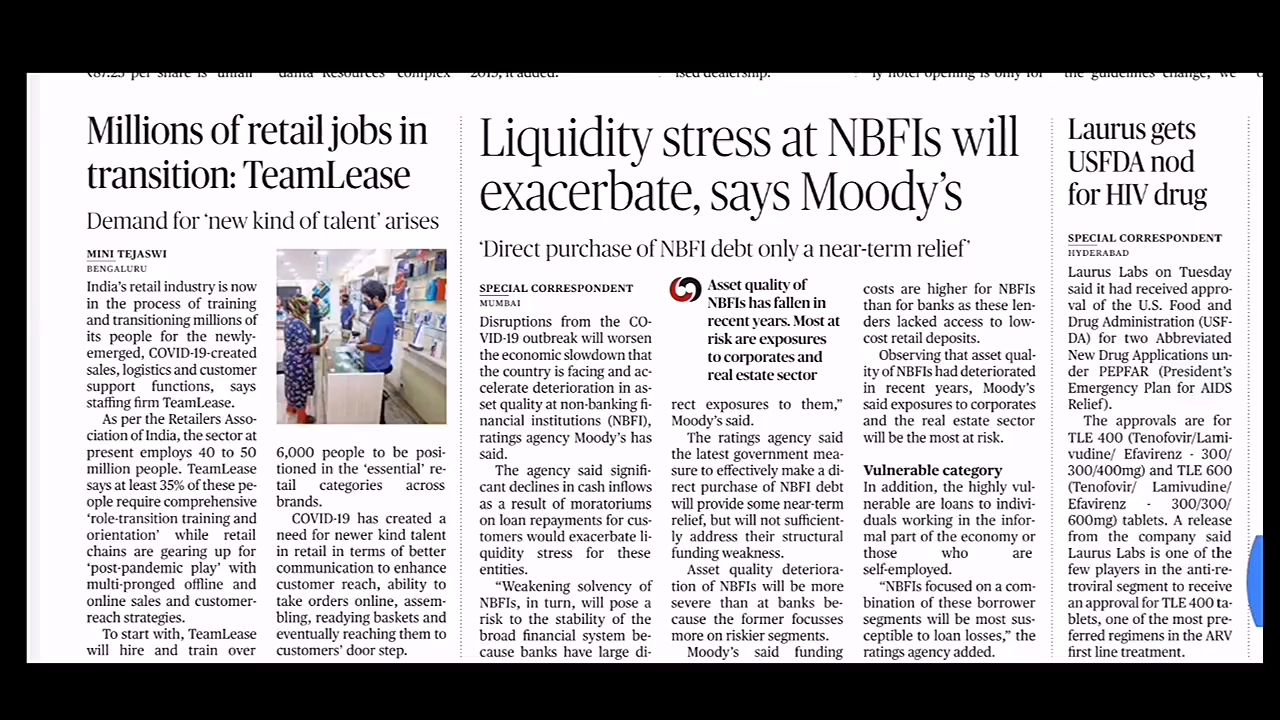 ₹87.25 per share is unfair
danta Resources' complex
2015, it added.
ised dealership.
ly hotel opening is only for
the guidelines change, we
Millions of retail jobs in
transition: TeamLease
Demand for ‘new kind of talent’ arises
MINI TEJASWI
BENGALURU
India’s retail industry is now
in the process of training
and transitioning millions of
its people for the newly-
emerged, COVID-19-created
sales, logistics and customer
support functions, says
staffing firm TeamLease.
As per the Retailers Asso-
ciation of India, the sector at
present employs 40 to 50
million people. TeamLease
says at least 35% of these peo-
ple require comprehensive
‘role-transition training and
orientation’ while retail
chains are gearing up for
‘post-pandemic play’ with
multi-pronged offline and
online sales and customer-
reach strategies.
To start with, TeamLease
will hire and train over
6,000 people to be posi-
tioned in the ‘essential’ re-
tail categories across
brands.
COVID-19 has created a
need for newer kind talent
in retail in terms of better
communication to enhance
customer reach, ability to
take orders online, assem-
bling, readying baskets and
eventually reaching them to
customers’ door step.
Liquidity stress at NBFIs will
exacerbate, says Moody’s
‘Direct purchase of NBFI debt only a near-term relief’
SPECIAL CORRESPONDENT
MUMBAI
Disruptions from the CO-
VID-19 outbreak will worsen
the economic slowdown that
the country is facing and ac-
celerate deterioration in as-
set quality at non-banking fi-
nancial institutions (NBFI),
ratings agency Moody’s has
said.
The agency said signifi-
cant declines in cash inflows
as a result of moratoriums
on loan repayments for cus-
tomers would exacerbate li-
quidity stress for these
entities.
“Weakening solvency of
NBFIs, in turn, will pose a
risk to the stability of the
broad financial system be-
cause banks have large di-
Asset quality of
NBFIs has fallen in
recent years. Most at
risk are exposures
to corporates and
real estate sector
rect exposures to them,”
Moody’s said.
The ratings agency said
the latest government mea-
sure to effectively make a di-
rect purchase of NBFI debt
will provide some near-term
relief, but will not sufficient-
ly address their structural
funding weakness.
Asset quality deteriora-
tion of NBFIs will be more
severe than at banks be-
cause the former focusses
more on riskier segments.
Moody’s said funding
costs are higher for NBFIs
than for banks as these len-
ders lacked access to low-
cost retail deposits.
Observing that asset qual-
ity of NBFIs had deteriorated
in recent years, Moody’s
said exposures to corporates
and the real estate sector
will be the most at risk.
Vulnerable category
In addition, the highly vul-
nerable are loans to indivi-
duals working in the infor-
mal part of the economy or
those who are
self-employed.
“NBFIs focused on a com-
bination of these borrower
segments will be most sus-
ceptible to loan losses,” the
ratings agency added.
Laurus gets
USFDA nod
for HIV drug
SPECIAL CORRESPONDENT
HYDERABAD
Laurus Labs on Tuesday
said it had received appro-
val of the U.S. Food and
Drug Administration (USF-
DA) for two Abbreviated
New Drug Applications un-
der PEPFAR (President’s
Emergency Plan for AIDS
Relief).
The approvals are for
TLE 400 (Tenofovir/Lami-
vudine/ Efavirenz - 300/
300/400mg) and TLE 600
(Tenofovir/ Lamivudine/
Efavirenz - 300/300/
600mg) tablets. A release
from the company said
Laurus Labs is one of the
few players in the anti-re-
troviral segment to receive
an approval for TLE 400 ta-
blets, one of the most pre-
ferred regimens in the ARV
first line treatment.